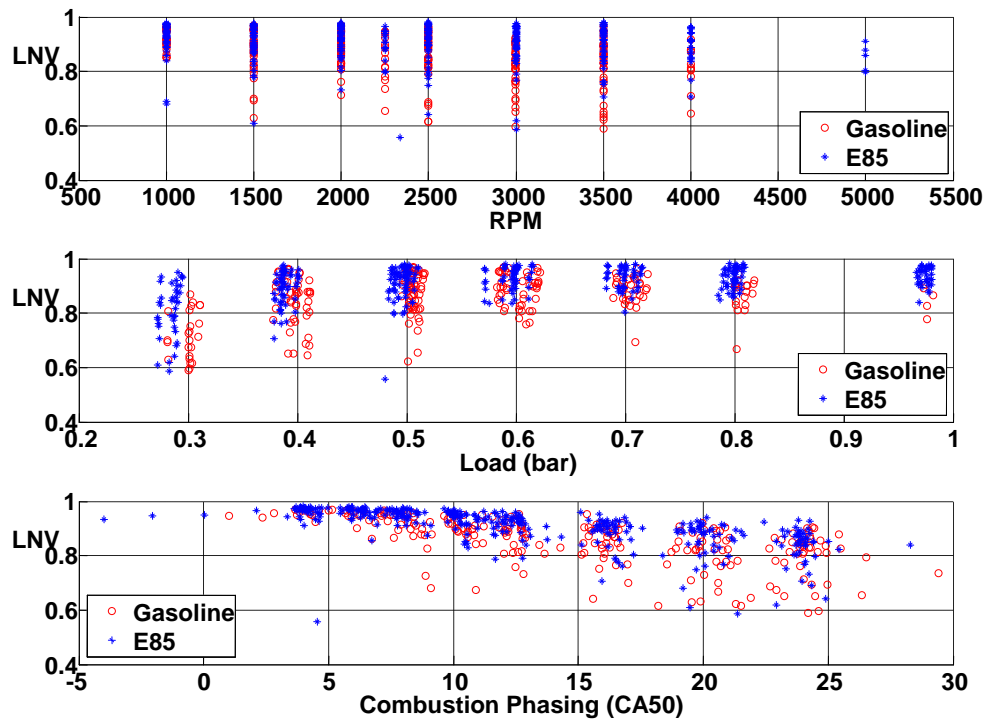 1
LNV
0.8
0.6
0.4
Gasoline
E85
500 1000 1500 2000 2500 3000 3500 4000 4500 5000 5500
RPM
1
LNV
0.8
0.6
0.4
Gasoline
E85
0.2 0.3 0.4 0.5 0.6 0.7 0.8 0.9 1
Load (bar)
1
LNV
0.8
0.6
0.4
Gasoline
E85
-5 0 5 10 15 20 25 30
Combustion Phasing (CA50)